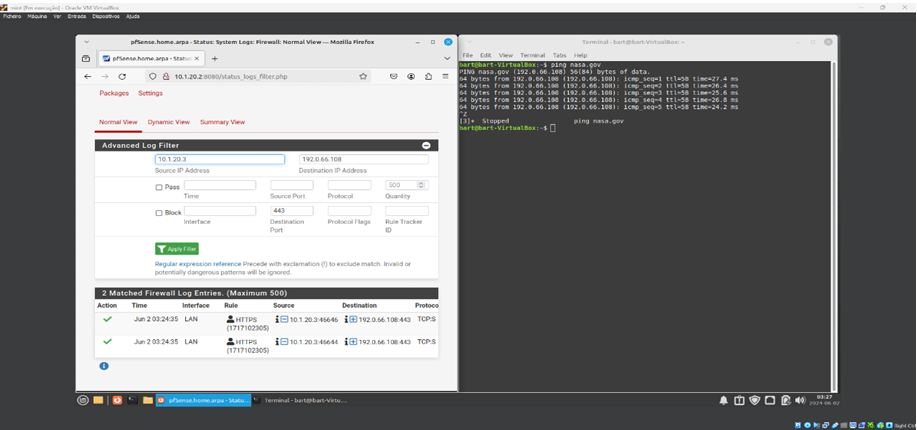 mint [Em execução] - Oracle VM VirtualBox
Ficheiro Máquina Ver Entrada Dispositivos Ajuda
pfSense.home.arpa - Status: System Logs: Firewall: Normal View — Mozilla Firefox
pfSense.home.arpa - Status: S
10.1.20.2:8080/status_logs_filter.php
Packages Settings
Normal View Dynamic View Summary View
Advanced Log Filter
10.1.20.3 192.0.66.108
Source IP Address Destination IP Address
Pass 500
Time Source Port Protocol Quantity
Block 443
Interface Destination Port Protocol Flags Rule Tracker ID
Apply Filter
Regular expression reference Precede with exclamation (!) to exclude match. Invalid or
potentially dangerous patterns will be ignored.
2 Matched Firewall Log Entries. (Maximum 500)
Action Time Interface Rule Source Destination Protoco
Jun 2 03:24:35 LAN HTTPS (1717102305) 10.1.20.3:46646 192.0.66.108:443 TCP:S
Jun 2 03:24:35 LAN HTTPS (1717102305) 10.1.20.3:46644 192.0.66.108:443 TCP:S
Terminal - bart@bart-VirtualBox: ~
File Edit View Terminal Tabs Help
bart@bart-VirtualBox:~$ ping nasa.gov
PING nasa.gov (192.0.66.108) 56(84) bytes of data.
64 bytes from 192.0.66.108 (192.0.66.108): icmp_seq=1 ttl=58 time=27.4 ms
64 bytes from 192.0.66.108 (192.0.66.108): icmp_seq=2 ttl=58 time=26.4 ms
64 bytes from 192.0.66.108 (192.0.66.108): icmp_seq=3 ttl=58 time=25.6 ms
64 bytes from 192.0.66.108 (192.0.66.108): icmp_seq=4 ttl=58 time=26.8 ms
64 bytes from 192.0.66.108 (192.0.66.108): icmp_seq=5 ttl=58 time=24.2 ms
^Z
[3]+ Stopped ping nasa.gov
bart@bart-VirtualBox:~$
pfSense.home.arpa - Status... Terminal - bart@bart-Virtu...
03:27
2024-06-02
Right-Ctrl